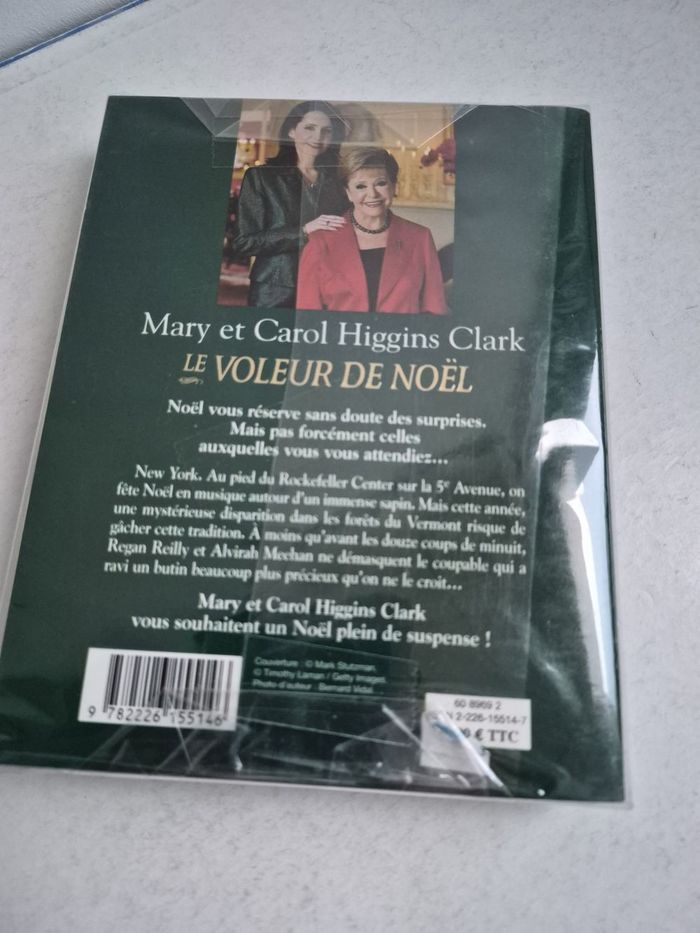 Mary et Carol Higgins Clark
LE VOLEUR DE NOËL
Noël vous réserve sans doute des surprises.
Mais pas forcément celles
auxquelles vous vous attendiez...
New York. Au pied du Rockefeller Center sur la 5e Avenue, on
fête Noël en musique autour d'un immense sapin. Mais cette année,
une mystérieuse disparition dans les forêts du Vermont risque de
gâcher cette tradition. À moins qu'avant les douze coups de minuit,
Regan Reilly et Alvirah Meehan ne démasquent le coupable qui a
ravi un butin beaucoup plus précieux qu'on ne le croit...
Mary et Carol Higgins Clark
vous souhaitent un Noël plein de suspense !
Couverture : © Mark Stutzman.
© Timothy Laman / Getty Images.
Photo d'auteur : Bernard Vidal.
9 782226 155146
60 8969 2
2-226-15514-7
€ TTC